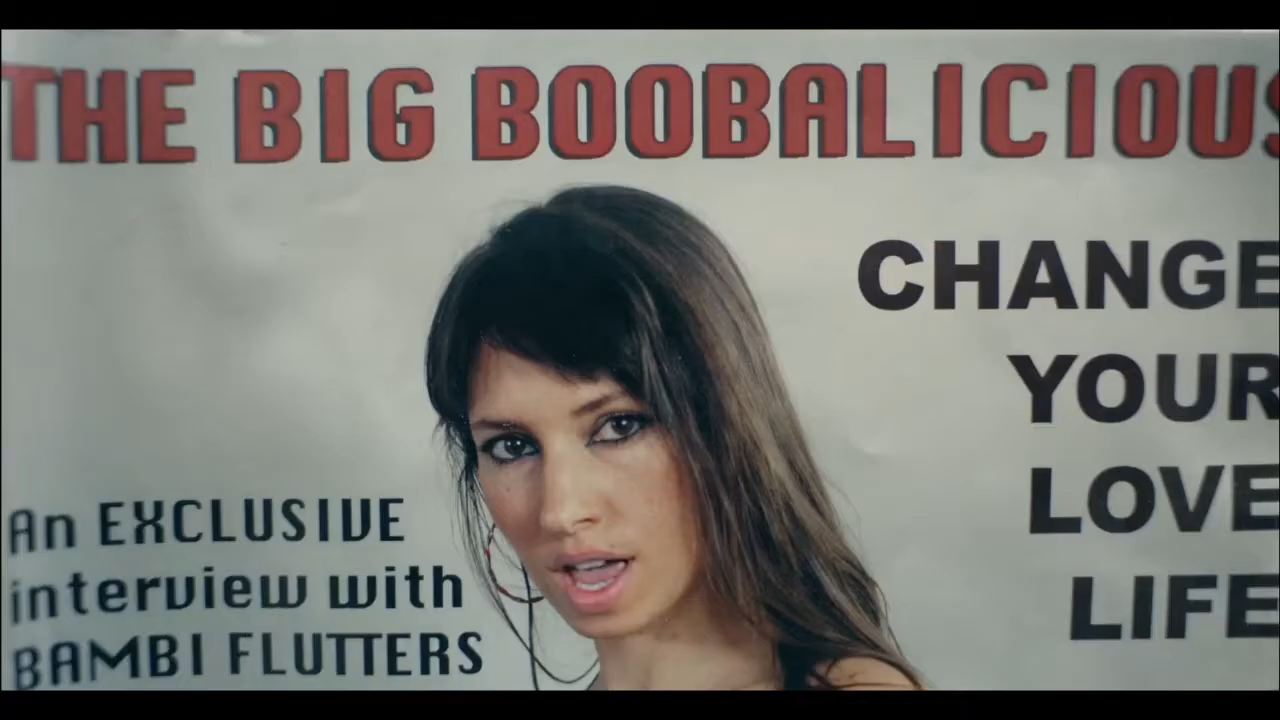 THE BIG BOOBALICIOUS
CHANGE
YOUR
LOVE
LIFE
An EXCLUSIVE
interview with
BAMBI FLUTTERS